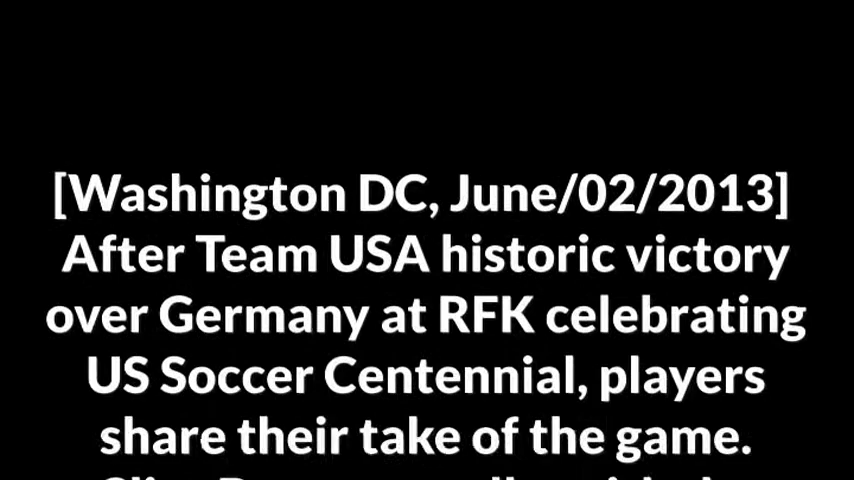 [Washington DC, June/02/2013]
After Team USA historic victory
over Germany at RFK celebrating
US Soccer Centennial, players
share their take of the game.